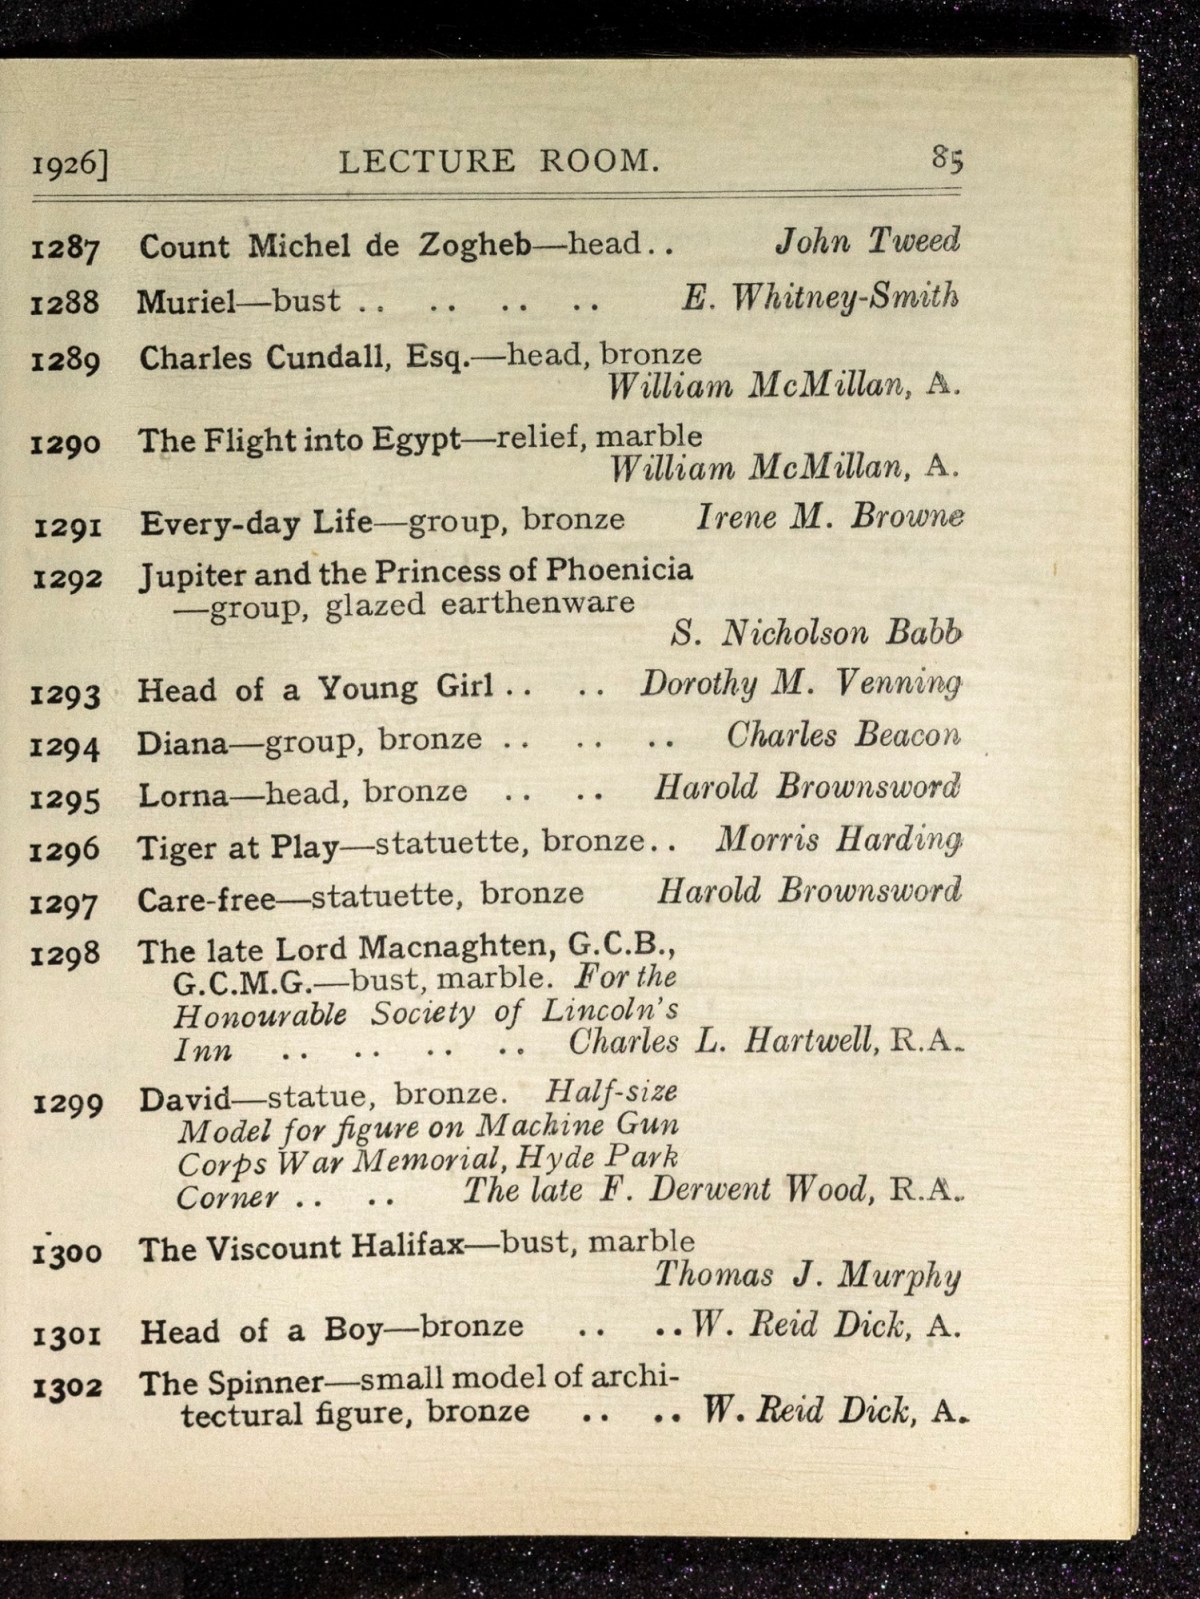 1926] LECTURE ROOM. 85
1287 Count Michel de Zogheb—head.. John Tweed
1288 Muriel—bust .. .. .. .. E. Whitney-Smith
1289 Charles Cundall, Esq.—head, bronze
William McMillan, A.
1290 The Flight into Egypt—relief, marble
William McMillan, A.
1291 Every-day Life—group, bronze Irene M. Browne
1292 Jupiter and the Princess of Phoenicia
—group, glazed earthenware
S. Nicholson Babb
1293 Head of a Young Girl .. .. Dorothy M. Venning
1294 Diana—group, bronze .. .. .. Charles Beacon
1295 Lorna—head, bronze .. .. Harold Brownsword
1296 Tiger at Play—statuette, bronze.. Morris Harding
1297 Care-free—statuette, bronze Harold Brownsword
1298 The late Lord Macnaghten, G.C.B.,
G.C.M.G.—bust, marble. For the
Honourable Society of Lincoln's
Inn .. .. .. .. Charles L. Hartwell, R.A.
1299 David—statue, bronze. Half-size
Model for figure on Machine Gun
Corps War Memorial, Hyde Park
Corner .. .. The late F. Derwent Wood, R.A.
1300 The Viscount Halifax—bust, marble
Thomas J. Murphy
1301 Head of a Boy—bronze .. .. W. Reid Dick, A.
1302 The Spinner—small model of archi-
tectural figure, bronze .. .. W. Reid Dick, A.